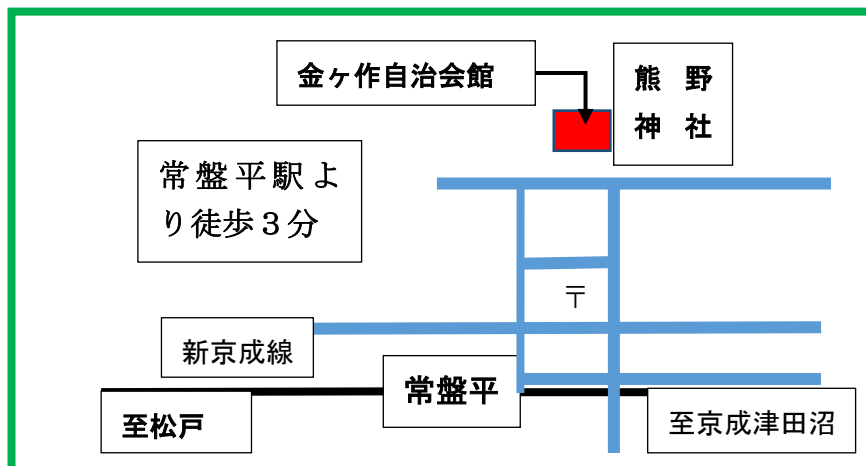 金ヶ作自治会館
熊 野
神 社
常盤平駅よ
り徒歩３分
〒
新京成線
常盤平
至松戸
至京成津田沼